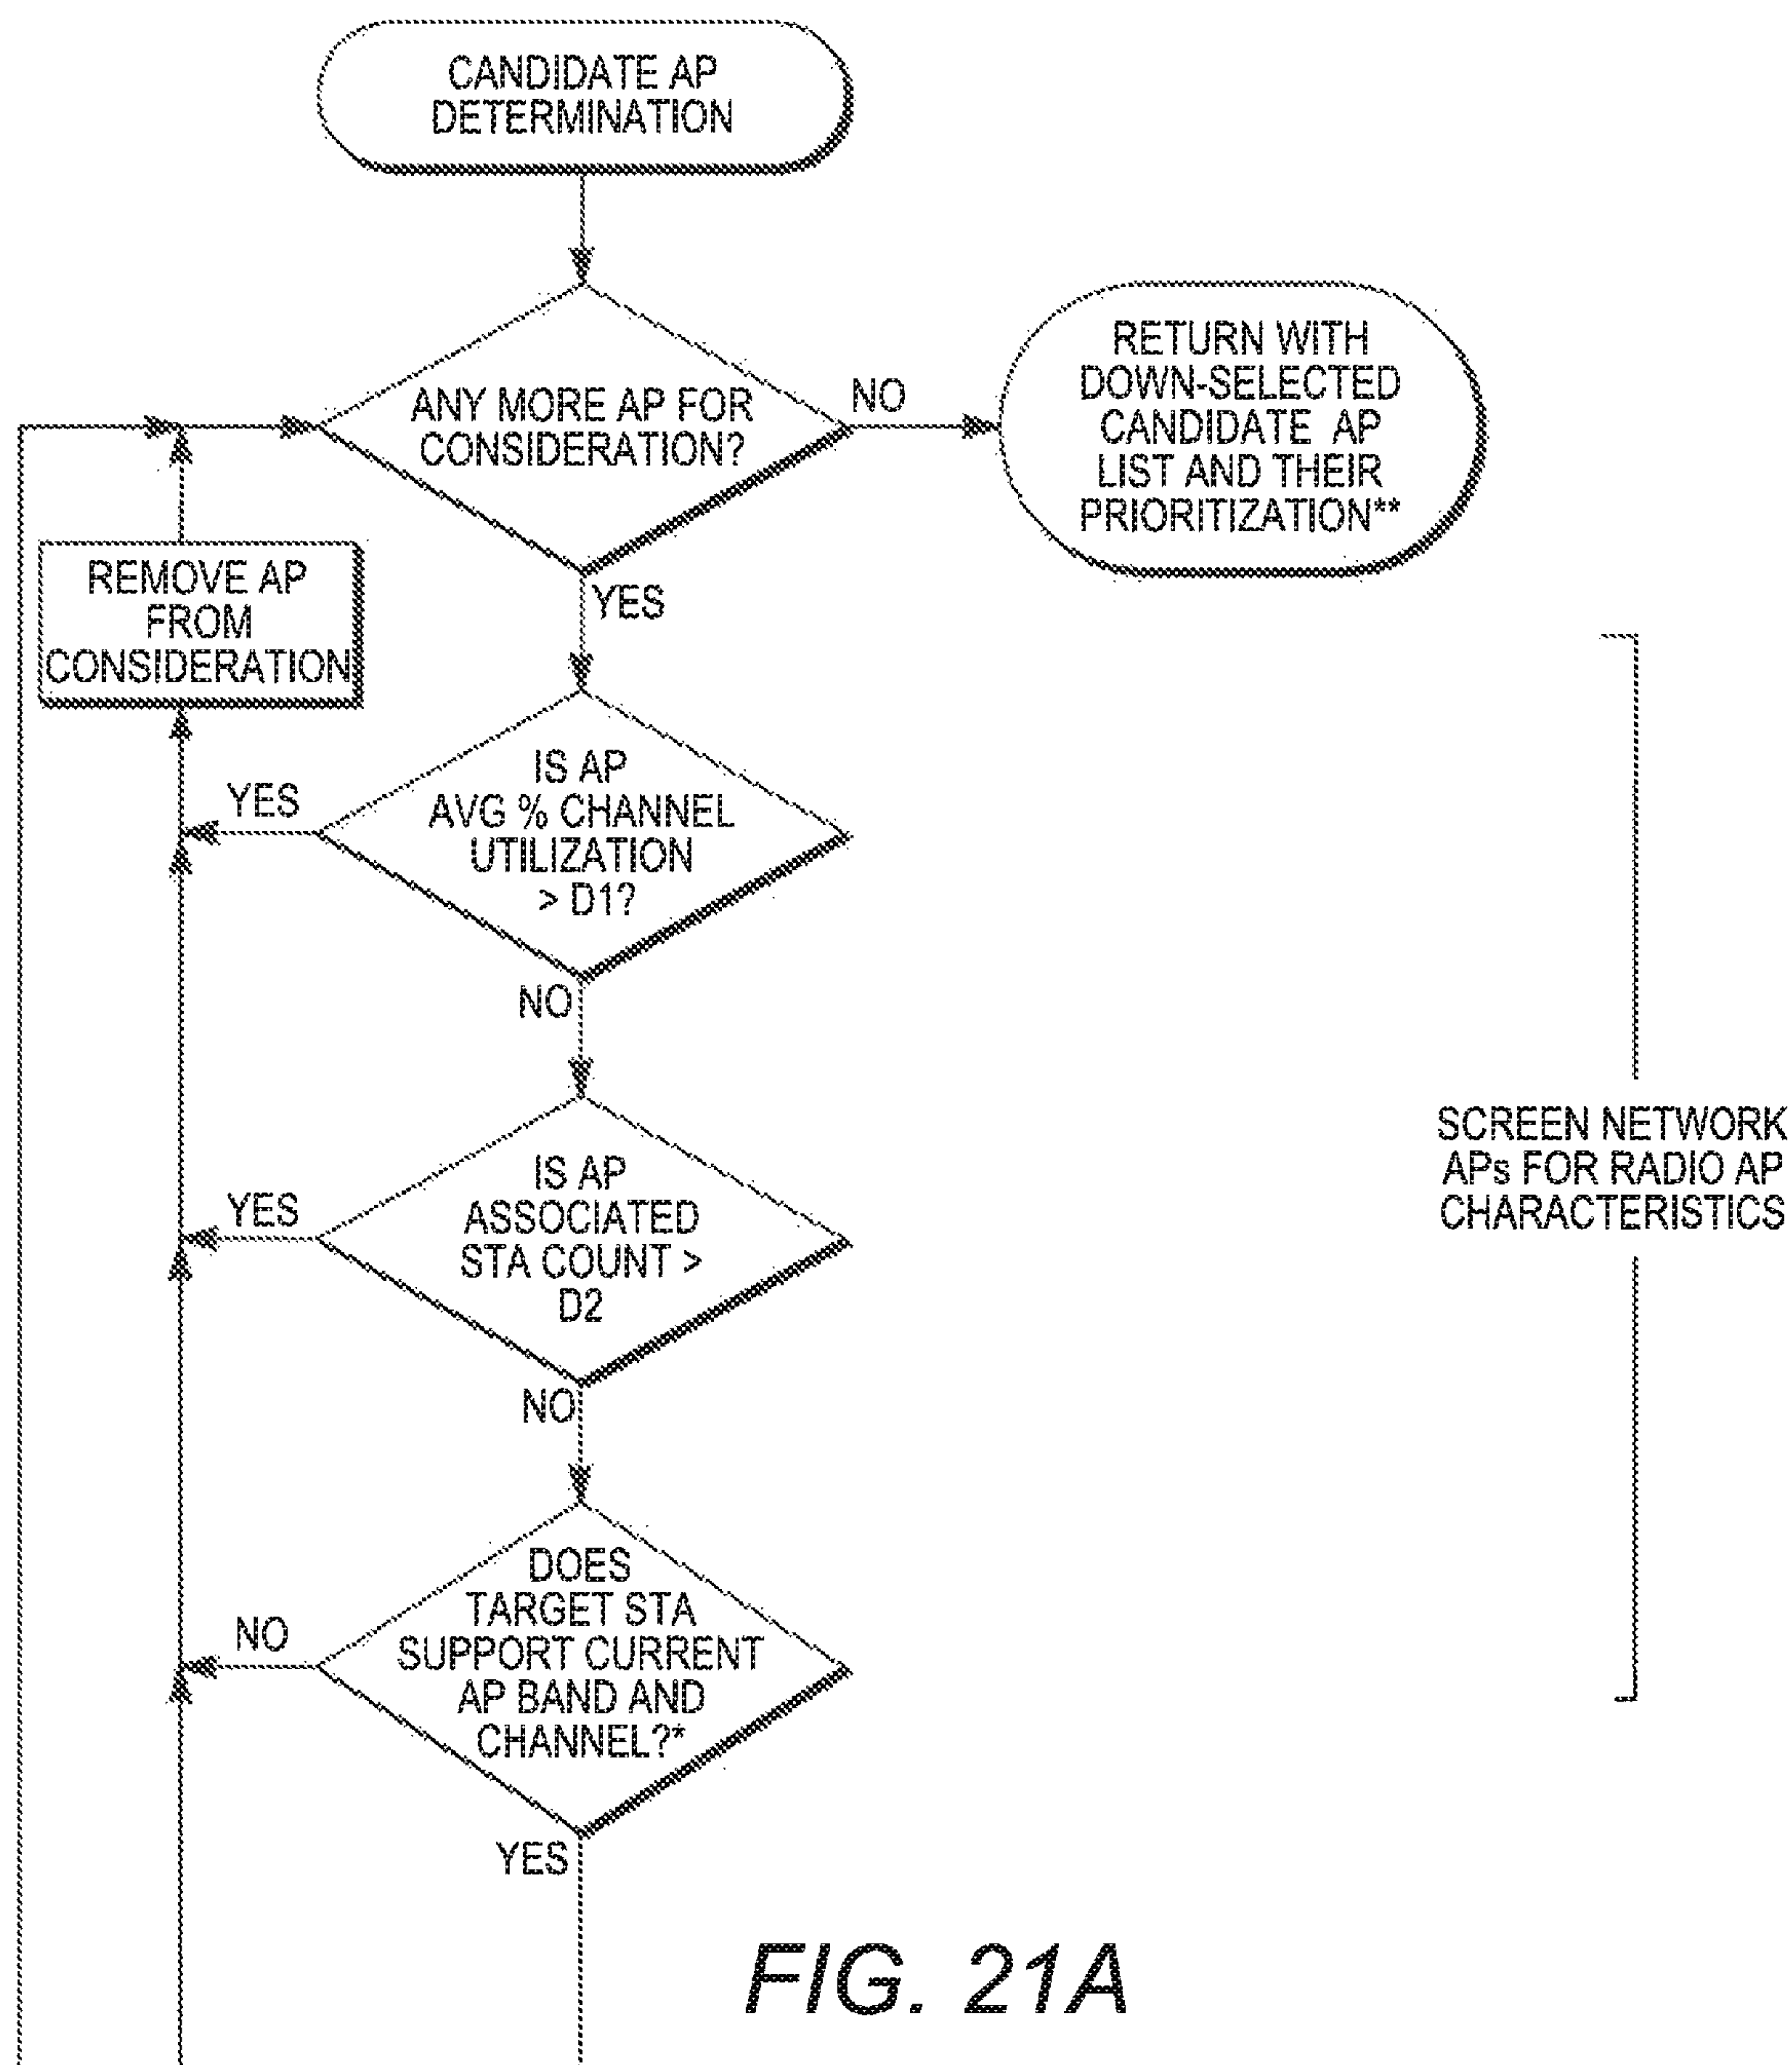 CANDIDATE AP
DETERMINATION
ANY MORE AP FOR
CONSIDERATION?
NO
RETURN WITH
DOWN-SELECTED
CANDIDATE AP
LIST AND THEIR
PRIORITIZATION**
YES
REMOVE AP
FROM
CONSIDERATION
IS AP
AVG % CHANNEL
UTILIZATION
> D1?
YES
NO
IS AP
ASSOCIATED
STA COUNT >
D2
YES
NO
SCREEN NETWORK
APs FOR RADIO AP
CHARACTERISTICS
DOES
TARGET STA
SUPPORT CURRENT
AP BAND AND
CHANNEL?*
NO
YES
FIG. 21A